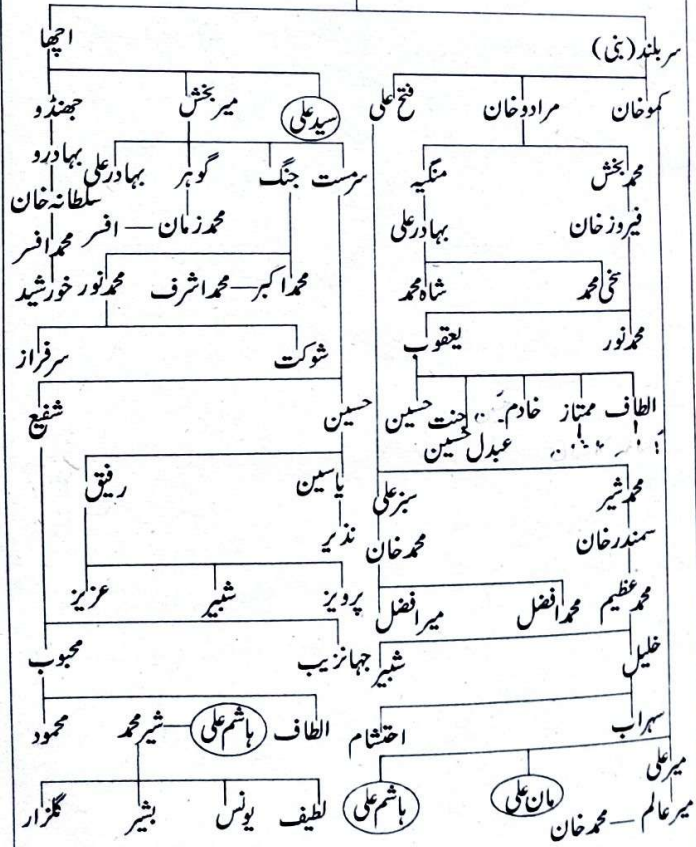 سربلند (بنی) اچھا
کموخان مرادوخان فتح علی سید علی میر بخش جھنڈو
محمد بخش منگیہ سرمست جنگ گوہر بہادر علی بہادرو
فیروز خان بہادر علی محمد زمان — افسر سلطانہ خان
سخی محمد شاہ محمد محمد اکبر — محمد اشرف محمد نور خورشید محمد افسر
محمد نور یعقوب شوکت سرفراز
الطاف ممتاز خادم جنت حسین حسین شفیع
عبدل حسین
محمد شیر سبز علی یاسین رفیق
سمندر خان محمد خان نذیر
محمد عظیم محمد افضل میر افضل پرویز شبیر عزیز
خلیل شبیر جہانزیب محبوب
سہراب احتشام الطاف ہاشم علی — شیر محمد محمود
میر علی
میر عالم — محمد خان مان علی ہاشم علی لطیف یونس بشیر گلزار